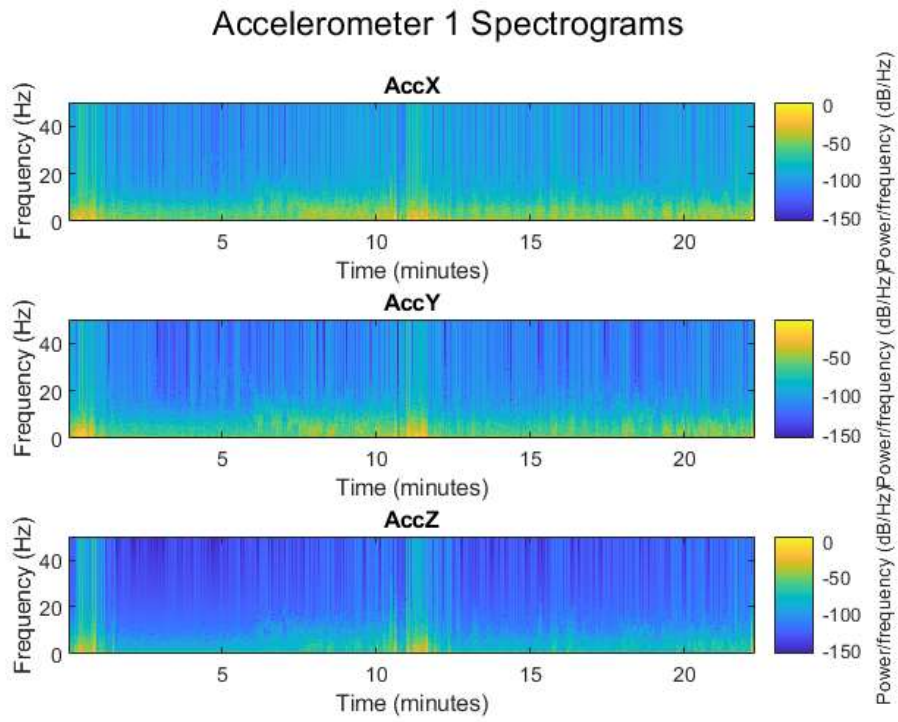 Accelerometer 1 Spectrograms
AccX
Frequency (Hz)
40
20
0
5
10
15
20
Time (minutes)
0
-50
-100
-150
Power/frequency (dB/Hz)
AccY
Frequency (Hz)
40
20
0
5
10
15
20
Time (minutes)
-50
-100
-150
Power/frequency (dB/Hz)
AccZ
Frequency (Hz)
40
20
0
5
10
15
20
Time (minutes)
0
-50
-100
-150
Power/frequency (dB/Hz)